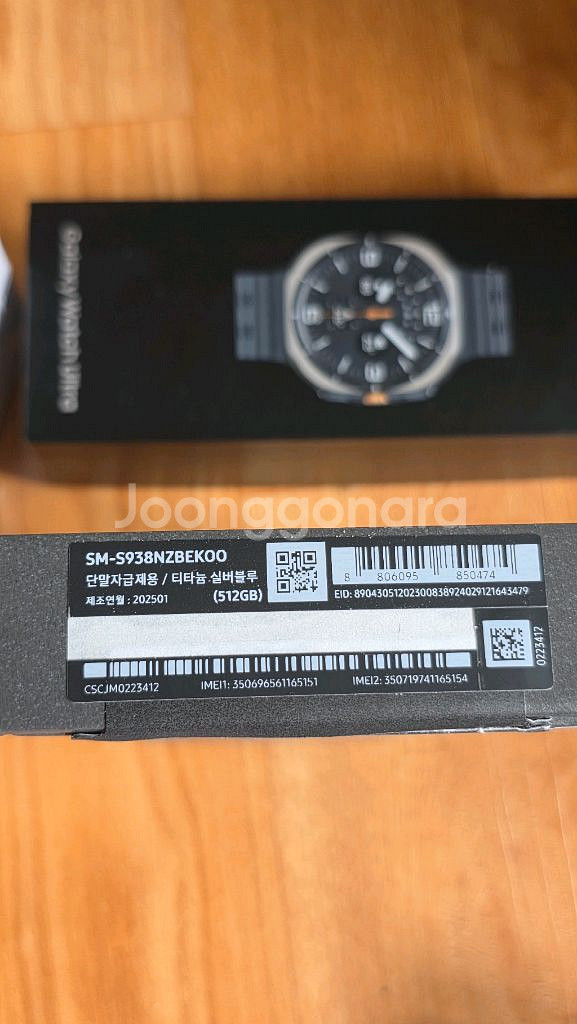 Galaxy Watch Ultra
Joonggonara
SM-S938NZBEKOO
단말자급제용 / 티타늄 실버블루
제조연월 : 202501
(512GB)
8 806095 850474
EID: 89043051202300838924029121643479
0223412
CSCJM0223412
IMEI1: 350696561165151
IMEI2: 350719741165154